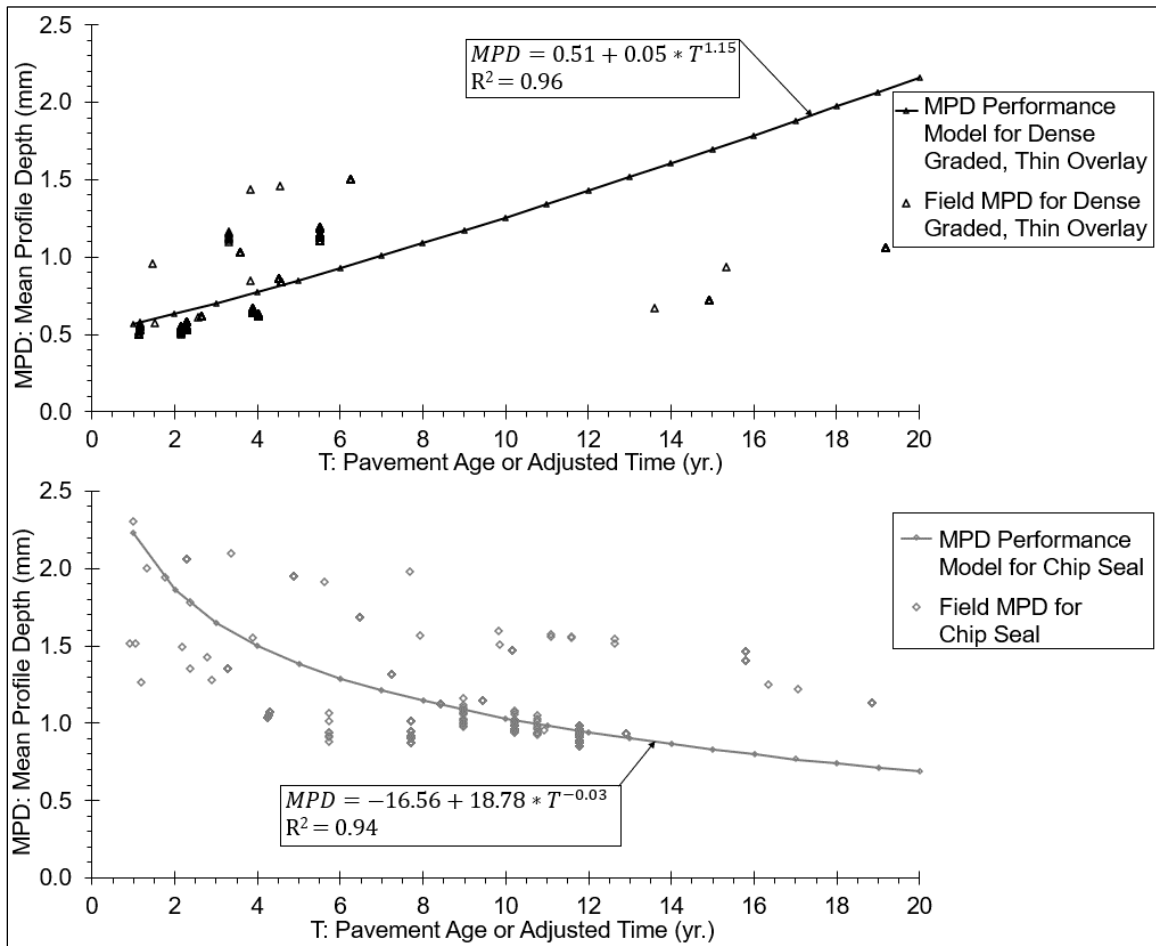 2.5
2.0
1.5
1.0
0.5
0.0
MPD: Mean Profile Depth (mm)
MPD = 0.51 + 0.05 * T^1.15
R² = 0.96
MPD Performance
Model for Dense
Graded, Thin Overlay
Field MPD for Dense
Graded, Thin Overlay
0 2 4 6 8 10 12 14 16 18 20
T: Pavement Age or Adjusted Time (yr.)
2.5
2.0
1.5
1.0
0.5
0.0
MPD: Mean Profile Depth (mm)
MPD Performance
Model for Chip Seal
Field MPD for
Chip Seal
MPD = −16.56 + 18.78 * T^−0.03
R² = 0.94
0 2 4 6 8 10 12 14 16 18 20
T: Pavement Age or Adjusted Time (yr.)